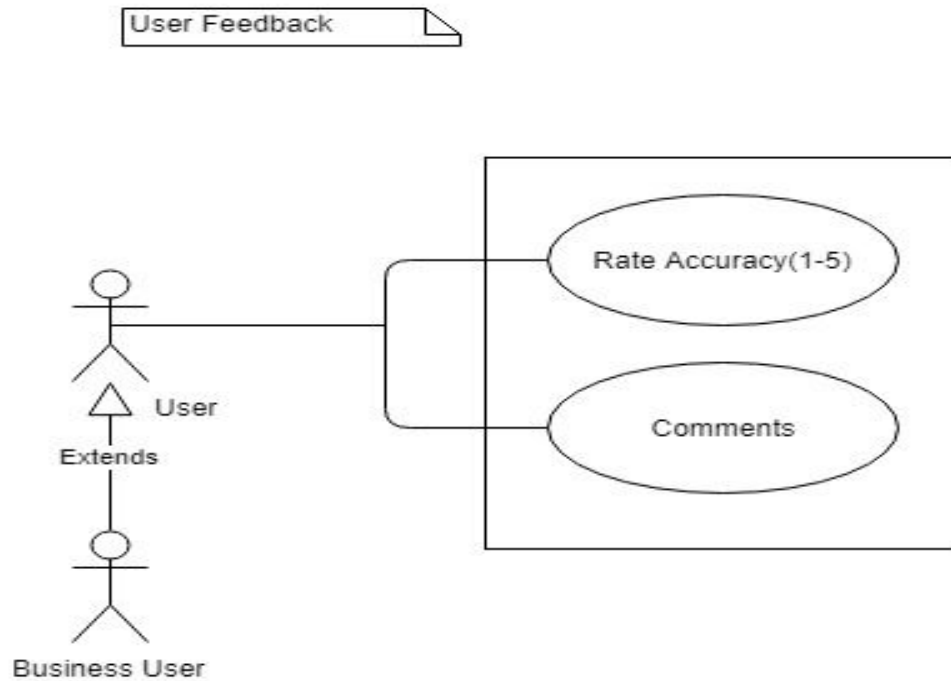 User Feedback
Rate Accuracy(1-5)
User
Comments
Extends
Business User